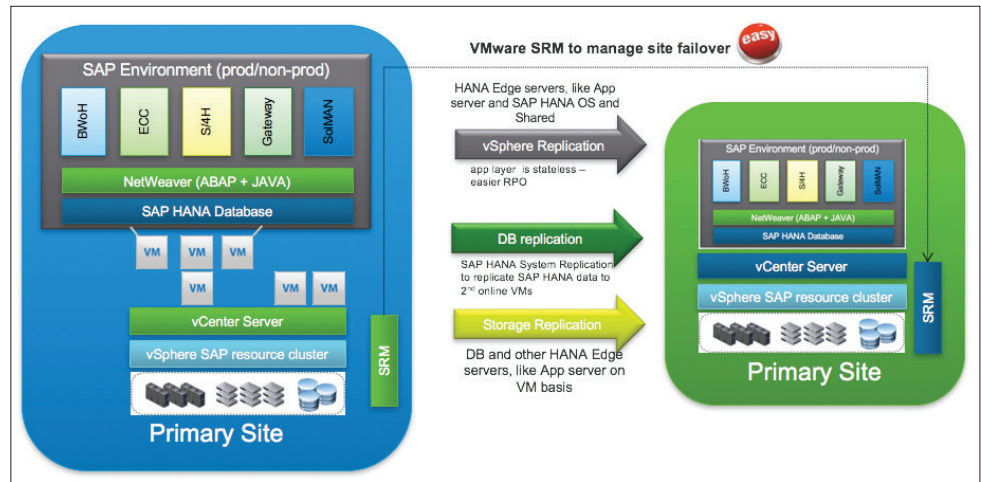 VMware SRM to manage site failover
easy
SAP Environment (prod/non-prod)
BWoH
ECC
S/4H
Gateway
SolMAN
NetWeaver (ABAP + JAVA)
SAP HANA Database
VM
VM
VM
VM
VM
VM
vCenter Server
vSphere SAP resource cluster
SRM
Primary Site
HANA Edge servers, like App
server and SAP HANA OS and
Shared
vSphere Replication
app layer is stateless –
easier RPO
DB replication
SAP HANA System Replication
to replicate SAP HANA data to
2nd online VMs
Storage Replication
DB and other HANA Edge
servers, like App server on
VM basis
SAP Environment (prod/non-prod)
BWoH
ECC
S/4H
Gateway
SolMAN
NetWeaver (ABAP + JAVA)
SAP HANA Database
vCenter Server
vSphere SAP resource cluster
SRM
Primary Site